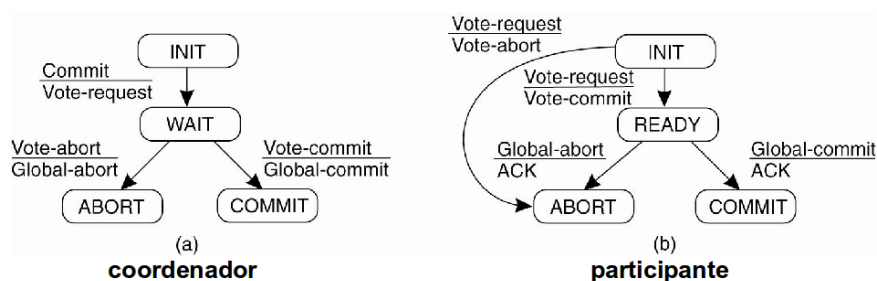 INIT
Commit
Vote-request
WAIT
Vote-abort
Global-abort
Vote-commit
Global-commit
ABORT
COMMIT
(a)
coordenador
Vote-request
Vote-abort
INIT
Vote-request
Vote-commit
READY
Global-abort
ACK
Global-commit
ACK
ABORT
COMMIT
(b)
participante